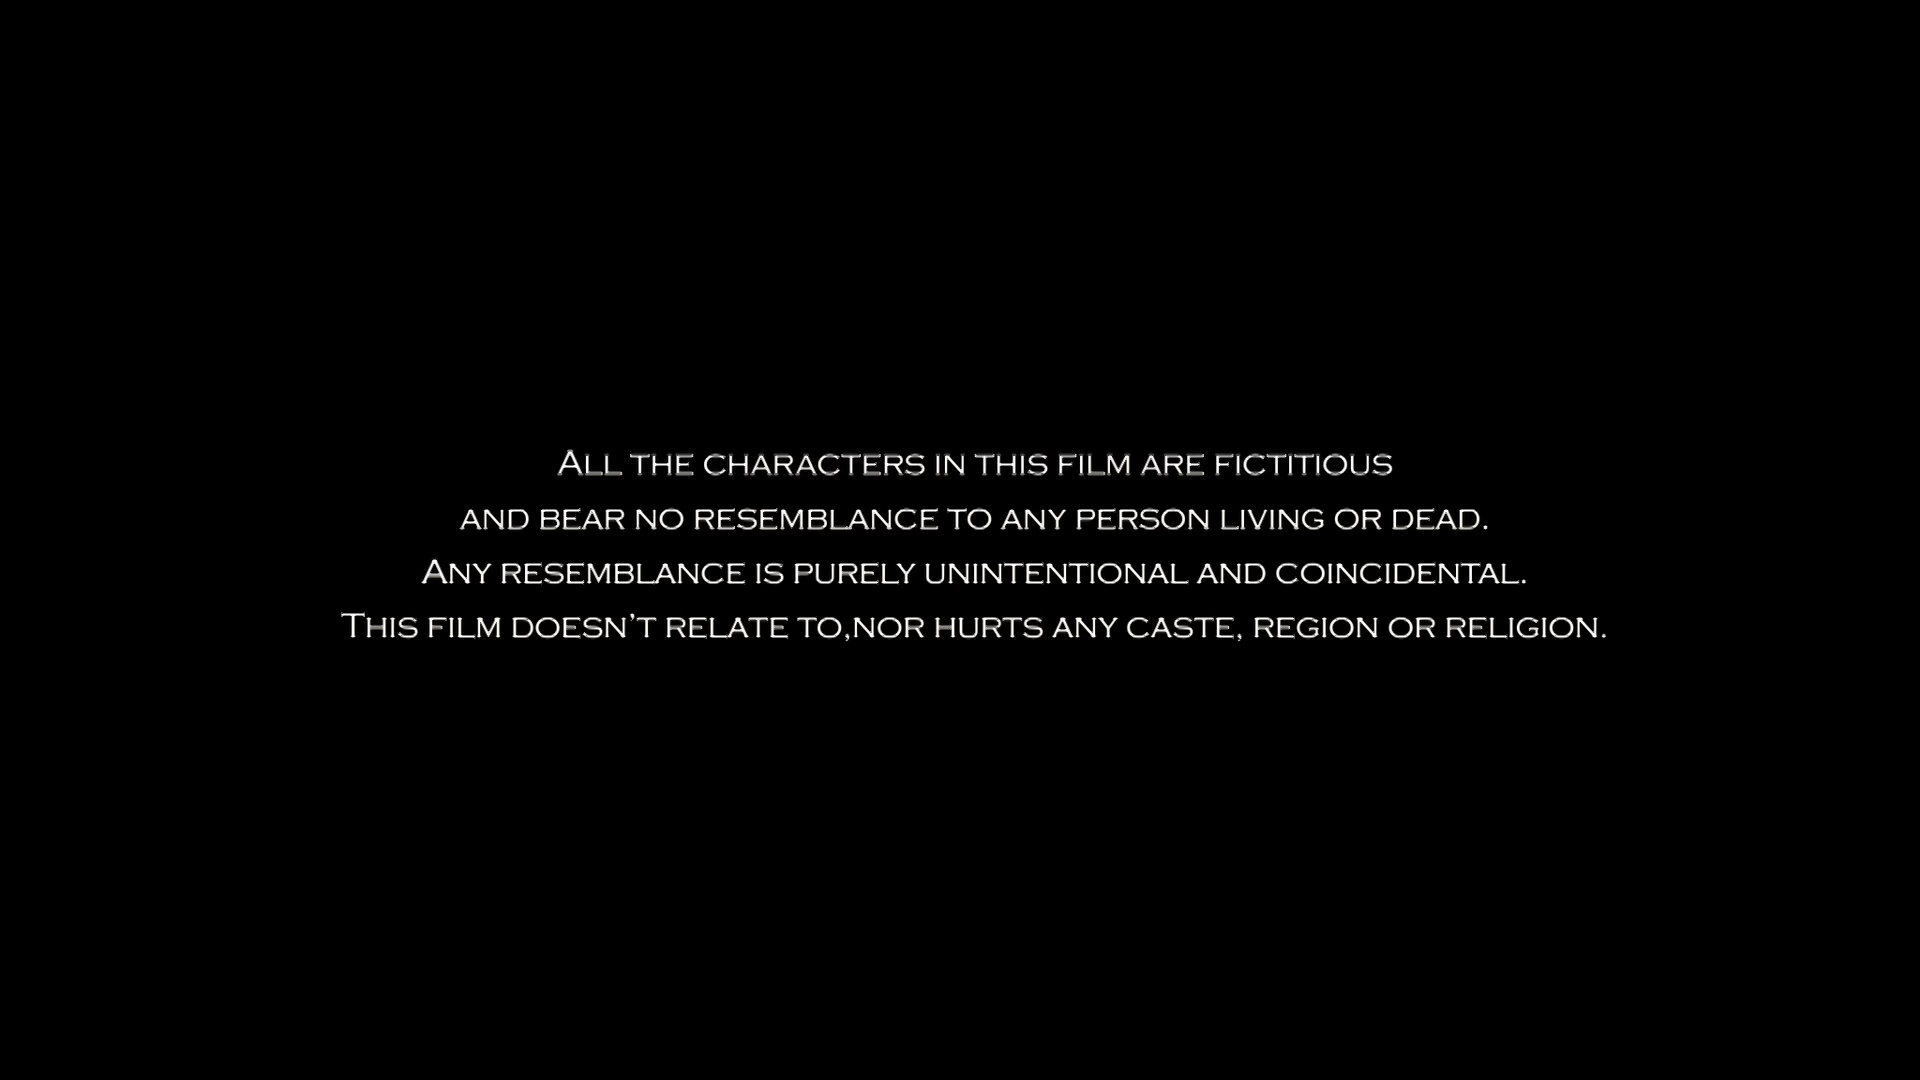 All the characters in this film are fictitious
and bear no resemblance to any person living or dead.
Any resemblance is purely unintentional and coincidental.
This film doesn’t relate to,nor hurts any caste, region or religion.